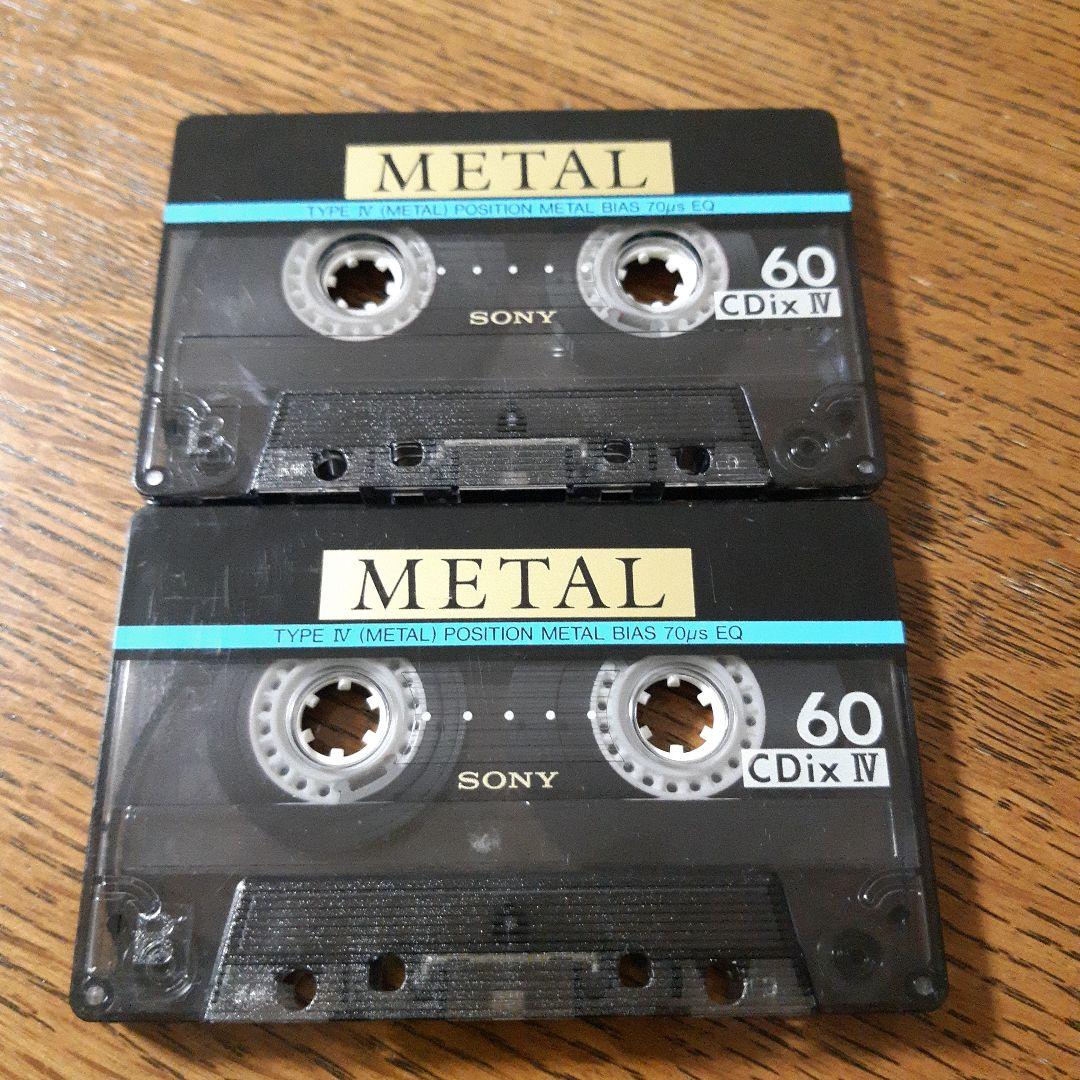 METAL
TYPE Ⅳ (METAL) POSITION METAL BIAS 70μs EQ
60
CDix Ⅳ
SONY
B
METAL
TYPE Ⅳ (METAL) POSITION METAL BIAS 70μs EQ
60
CDix Ⅳ
SONY
B